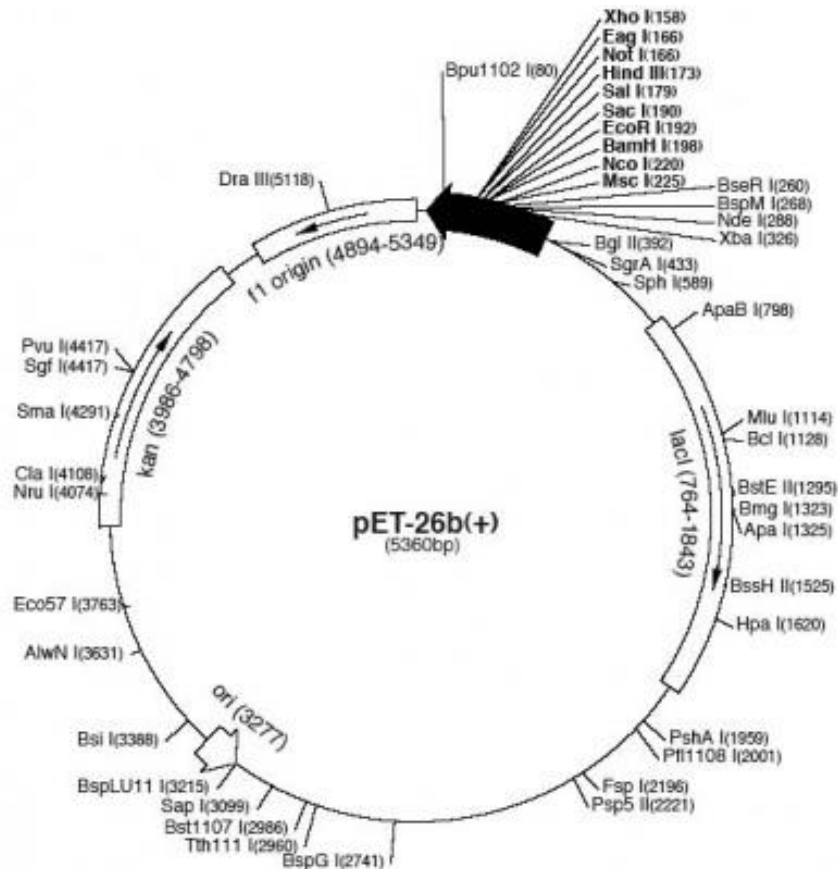 Xho I(158)
Eag I(166)
Not I(166)
Hind III(173)
Sal I(179)
Sac I(190)
EcoR I(192)
BamH I(198)
Nco I(220)
Msc I(225)
Bpu1102 I(80)
BseR I(260)
BspM I(268)
Nde I(288)
Xba I(326)
Bgl II(392)
SgrA I(433)
Sph I(589)
Dra III(5118)
f1 origin (4894-5349)
ApaB I(798)
Pvu I(4417)
Sgf I(4417)
Sma I(4291)
Cla I(4108)
Nru I(4074)
kan (3986-4798)
lacI (764-1843)
Mlu I(1114)
Bcl I(1128)
BstE II(1295)
Bmg I(1323)
Apa I(1325)
BssH II(1525)
Hpa I(1620)
pET-26b(+)
(5360bp)
Eco57 I(3763)
AlwN I(3631)
ori (3277)
Bsi I(3388)
BspLU11 I(3215)
Sap I(3099)
Bst1107 I(2986)
Tth111 I(2960)
BspG I(2741)
PshA I(1959)
Pfl1108 I(2001)
Fsp I(2196)
Psp5 II(2221)